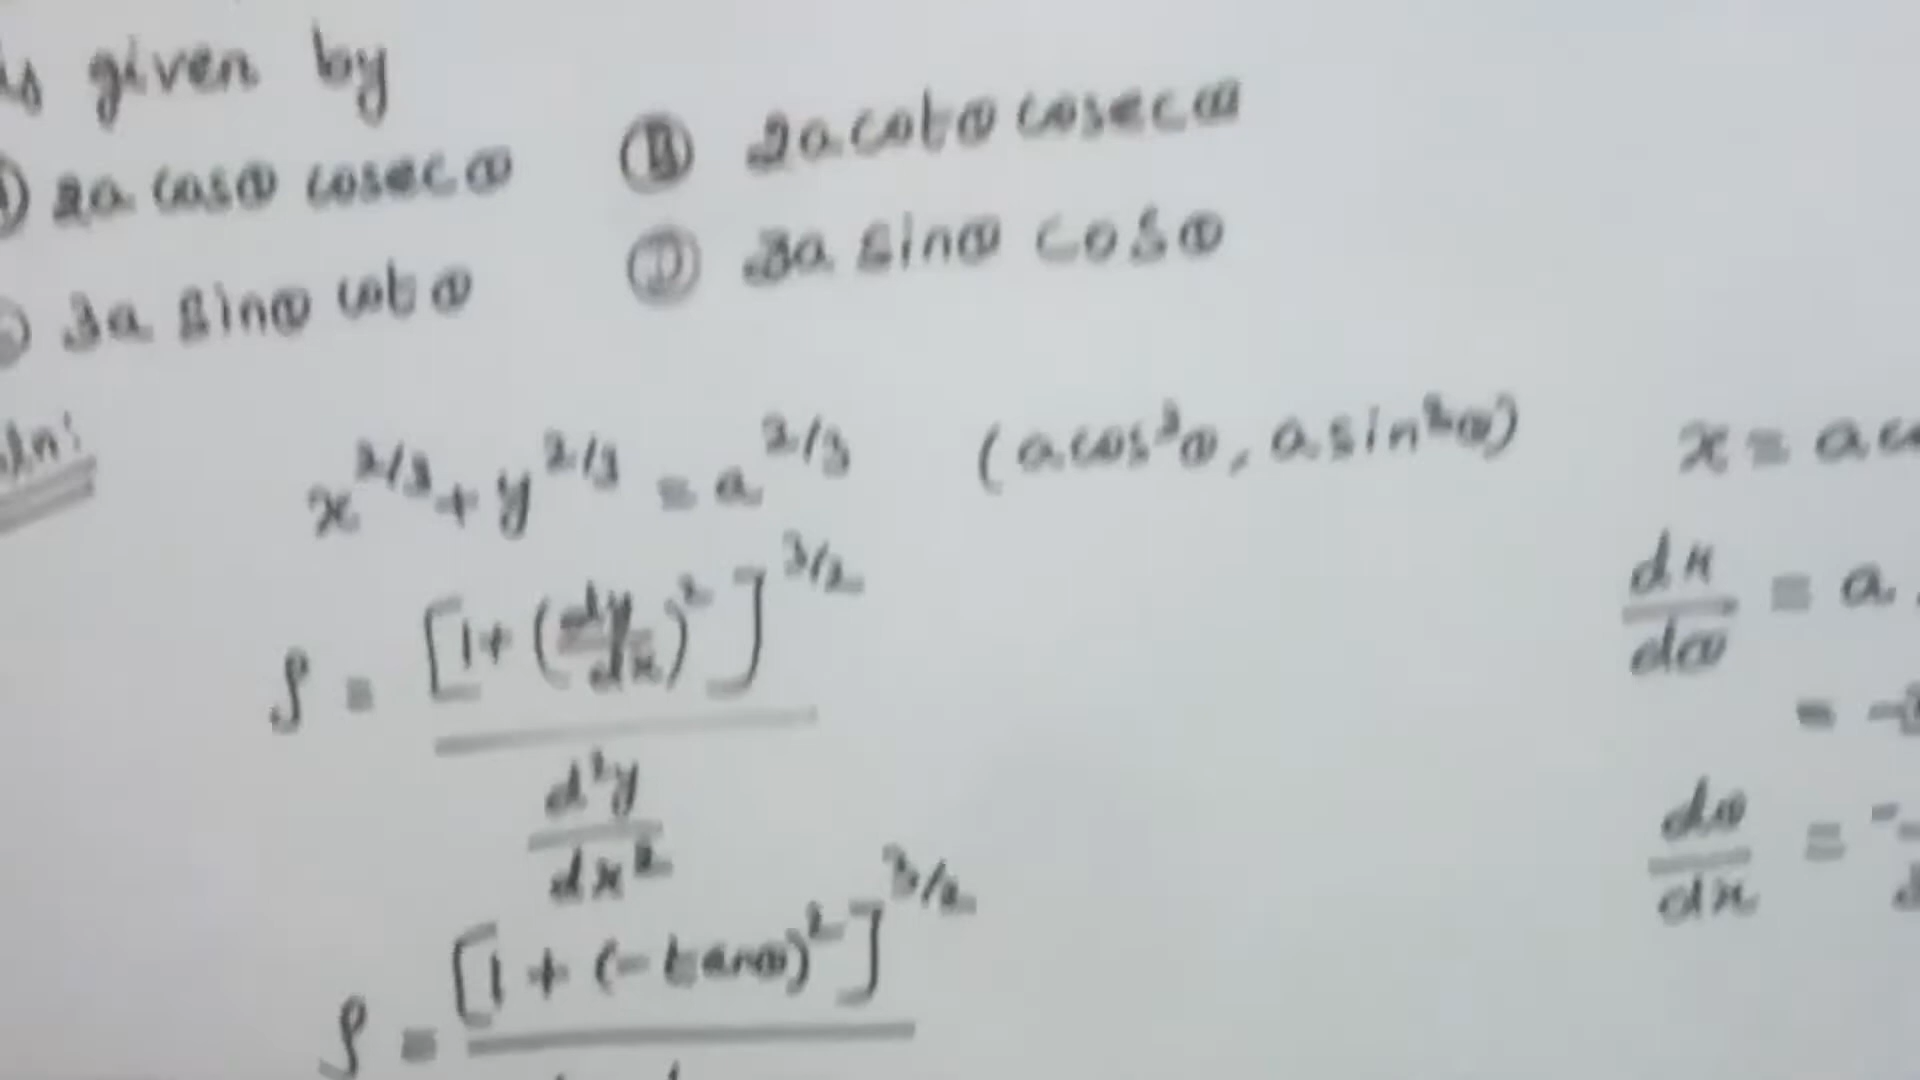 is given by
A) 2a cosθ cosecθ   (B) 2a cotθ cosecθ
3a sinθ cotθ   (D) 3a sinθ cosθ
x^{2/3} + y^{2/3} = a^{2/3}   (a cos³θ, a sin³θ)   x = a
ρ = [1 + (dy/dx)²]^{3/2} / (d²y/dx²)   dx/dθ = a.
= -3
dθ/dx = -
ρ = [1 + (-tanθ)²]^{3/2}